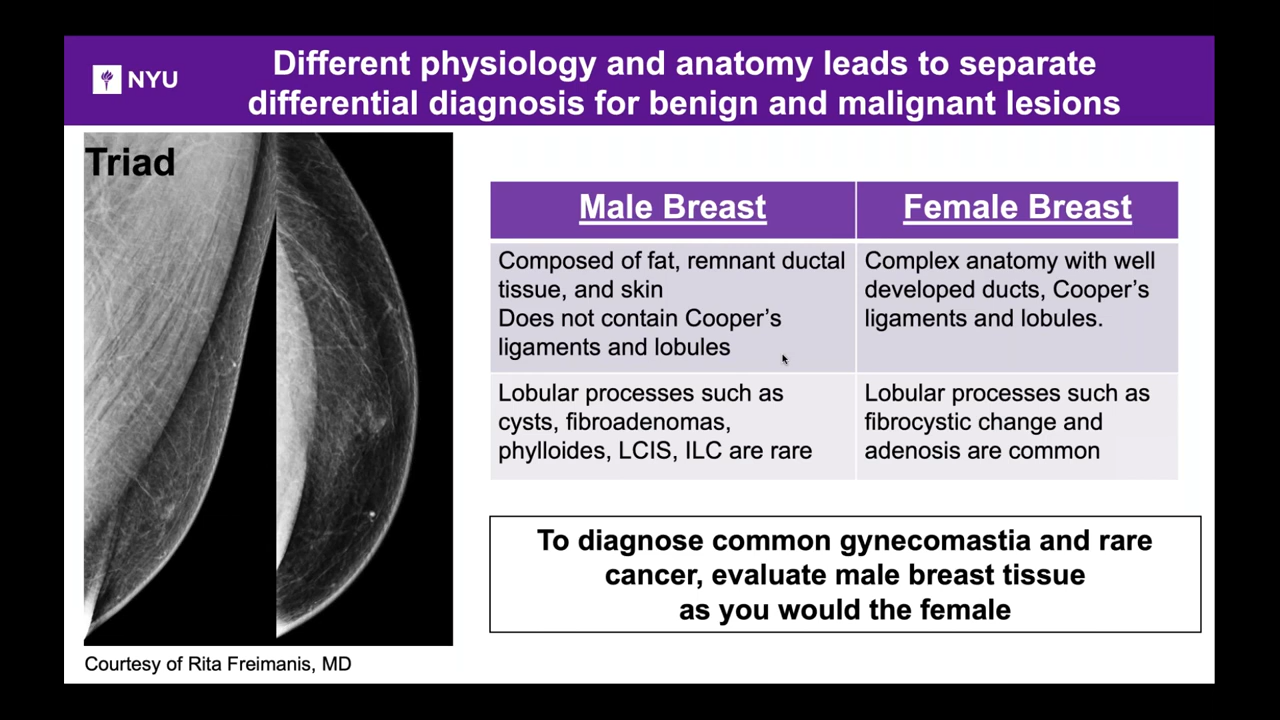 NYU
Different physiology and anatomy leads to separate
differential diagnosis for benign and malignant lesions
Triad
Male Breast
Female Breast
Composed of fat, remnant ductal
tissue, and skin
Does not contain Cooper's
ligaments and lobules
Complex anatomy with well
developed ducts, Cooper's
ligaments and lobules.
Lobular processes such as
cysts, fibroadenomas,
phylloides, LCIS, ILC are rare
Lobular processes such as
fibrocystic change and
adenosis are common
To diagnose common gynecomastia and rare
cancer, evaluate male breast tissue
as you would the female
Courtesy of Rita Freimanis, MD